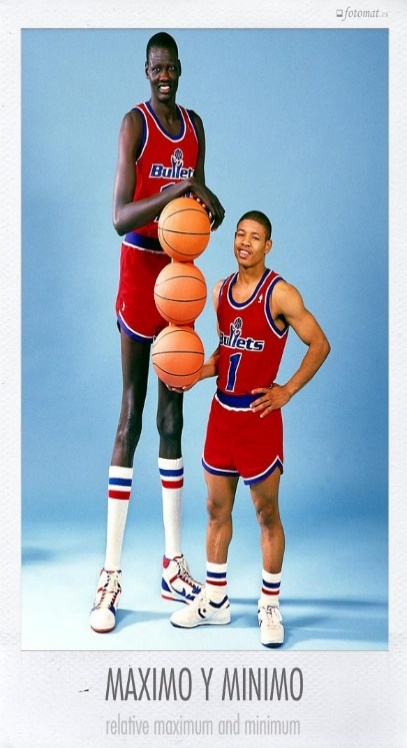 fotomat.es
Bullets
Bullets
1
MAXIMO Y MINIMO
relative maximum and minimum